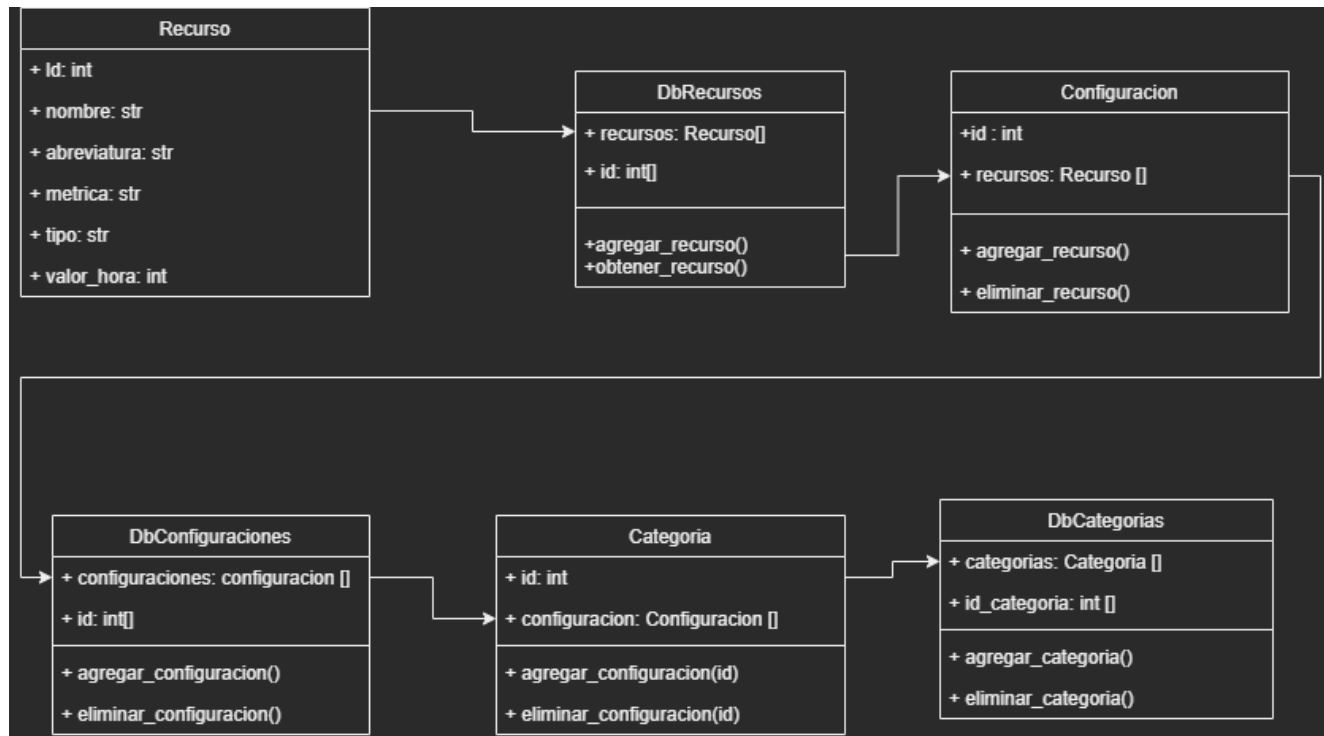 Recurso
+ Id: int
+ nombre: str
+ abreviatura: str
+ metrica: str
+ tipo: str
+ valor_hora: int
DbRecursos
+ recursos: Recurso[]
+ id: int[]
+agregar_recurso()
+obtener_recurso()
Configuracion
+id : int
+ recursos: Recurso []
+ agregar_recurso()
+ eliminar_recurso()
DbConfiguraciones
+ configuraciones: configuracion []
+ id: int[]
+ agregar_configuracion()
+ eliminar_configuracion()
Categoria
+ id: int
+ configuracion: Configuracion []
+ agregar_configuracion(id)
+ eliminar_configuracion(id)
DbCategorias
+ categorias: Categoria []
+ id_categoria: int []
+ agregar_categoria()
+ eliminar_categoria()